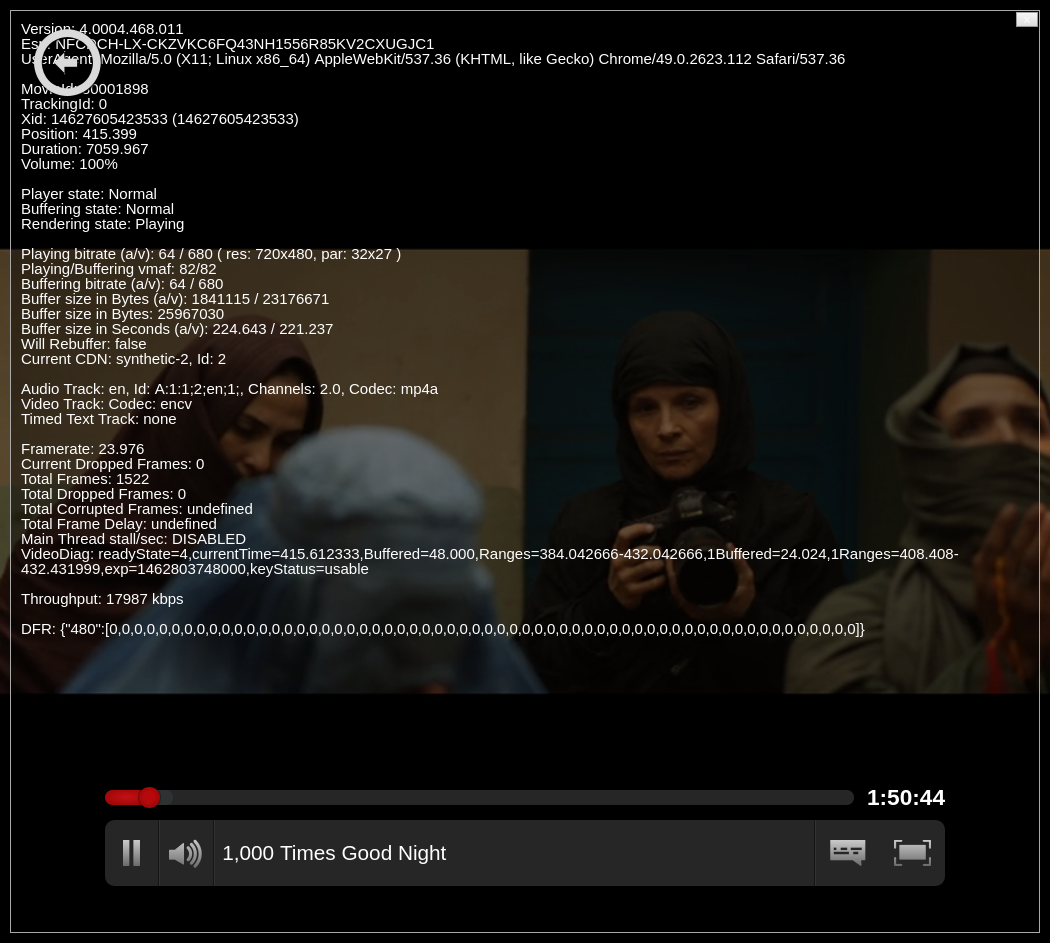 Version: 4.0004.468.011
Esn: NFCDCH-LX-CKZVKC6FQ43NH1556R85KV2CXUGJC1
UserAgent: Mozilla/5.0 (X11; Linux x86_64) AppleWebKit/537.36 (KHTML, like Gecko) Chrome/49.0.2623.112 Safari/537.36
TrackingId: 0
Xid: 14627605423533 (14627605423533)
Position: 415.399
Duration: 7059.967
Volume: 100%
Player state: Normal
Buffering state: Normal
Rendering state: Playing
Playing bitrate (a/v): 64 / 680 ( res: 720x480, par: 32x27 )
Playing/Buffering vmaf: 82/82
Buffering bitrate (a/v): 64 / 680
Buffer size in Bytes (a/v): 1841115 / 23176671
Buffer size in Bytes: 25967030
Buffer size in Seconds (a/v): 224.643 / 221.237
Will Rebuffer: false
Current CDN: synthetic-2, Id: 2
Audio Track: en, Id: A:1:1;2;en;1;, Channels: 2.0, Codec: mp4a
Video Track: Codec: encv
Timed Text Track: none
Framerate: 23.976
Current Dropped Frames: 0
Total Frames: 1522
Total Dropped Frames: 0
Total Corrupted Frames: undefined
Total Frame Delay: undefined
Main Thread stall/sec: DISABLED
VideoDiag: readyState=4,currentTime=415.612333,Buffered=48.000,Ranges=384.042666-432.042666,1Buffered=24.024,1Ranges=408.408-
432.431999,exp=1462803748000,keyStatus=usable
Throughput: 17987 kbps
DFR: {"480":[0,0,0,0,0,0,0,0,0,0,0,0,0,0,0,0,0,0,0,0,0,0,0,0,0,0,0,0,0,0,0,0,0,0,0,0,0,0,0,0,0,0,0,0,0,0,0,0,0,0,0,0,0,0,0,0,0,0,0,0]}
1:50:44
1,000 Times Good Night